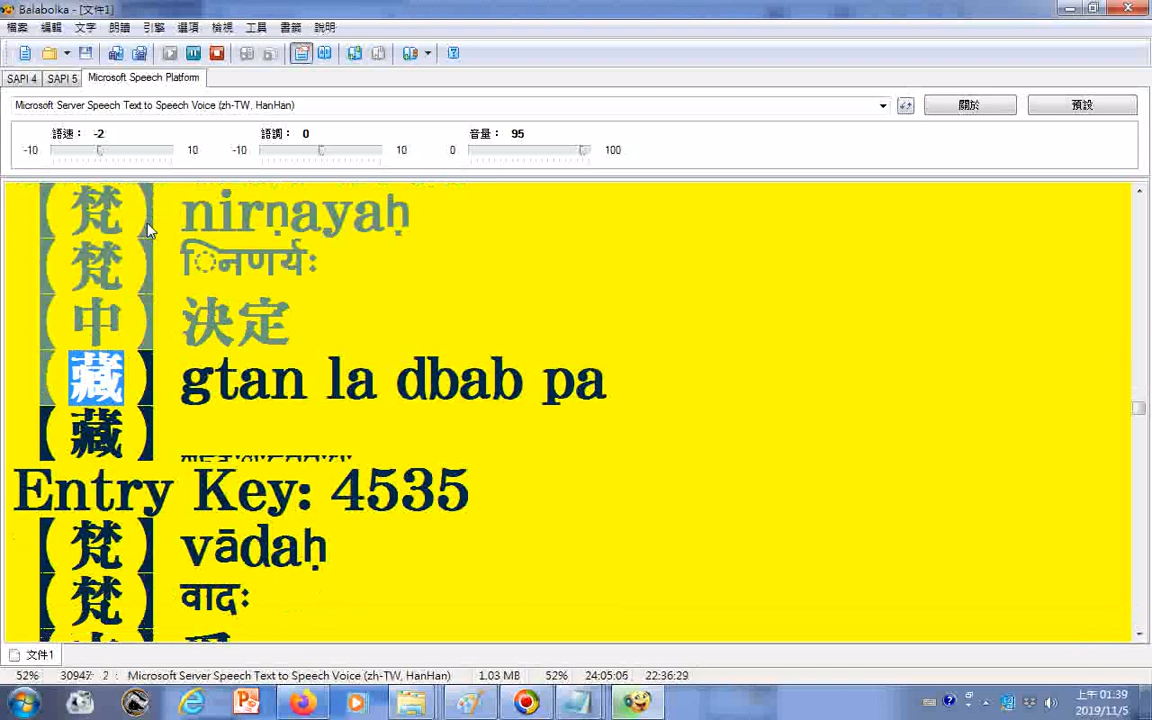 Balabolka - [文件1]
檔案 編輯 文字 朗讀 引擎 選項 檢視 工具 書籤 說明
SAPI 4 SAPI 5 Microsoft Speech Platform
Microsoft Server Speech Text to Speech Voice (zh-TW, HanHan) 關於 預設
語速： -2 語調： 0 音量： 95
-10 10 -10 10 0 100
【梵】 nirṇayaḥ
【梵】 िनणर्यः
【中】 決定
【藏】 gtan la dbab pa
【藏】
Entry Key: 4535
【梵】 vādaḥ
【梵】 वादः
文件1
52% 30947: 2 : Microsoft Server Speech Text to Speech Voice (zh-TW, HanHan) 1.03 MB 52% 24:05:06 22:36:29
上午 01:39
2019/11/5